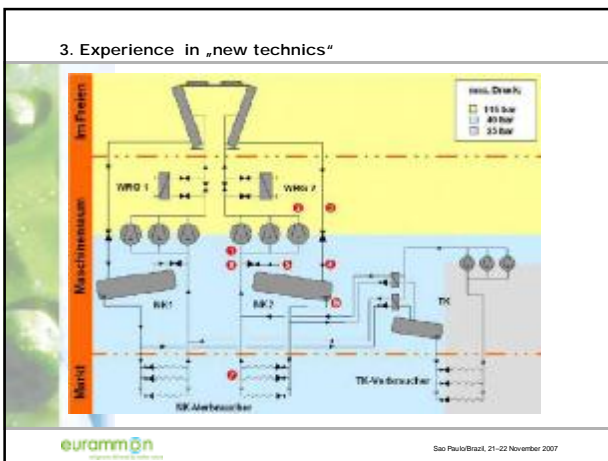 3. Experience in „new technics“
Im Freien
max. Druck:
115 bar
40 bar
25 bar
WRG 1
WRG 2
Maschinenraum
NK1
NK2
TK
Markt
NK-Verbraucher
TK-Verbraucher
eurammon
Sao Paulo/Brazil, 21–22 November 2007